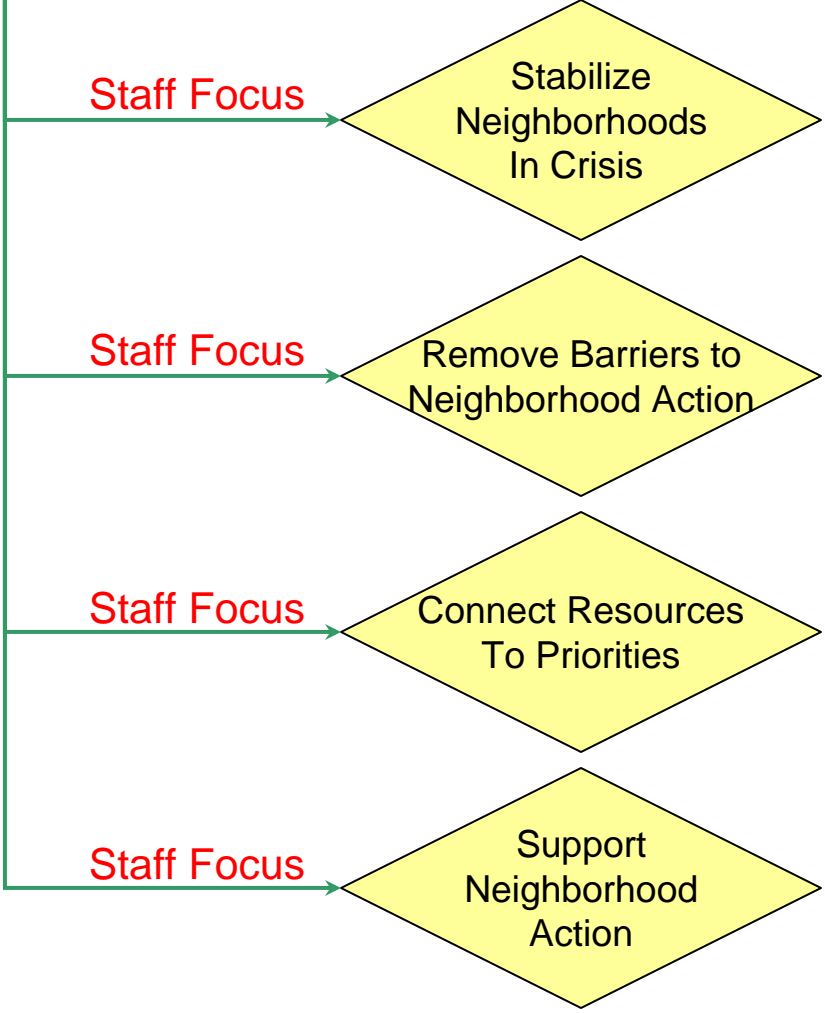 Staff Focus
Stabilize
Neighborhoods
In Crisis
Staff Focus
Remove Barriers to
Neighborhood Action
Staff Focus
Connect Resources
To Priorities
Staff Focus
Support
Neighborhood
Action